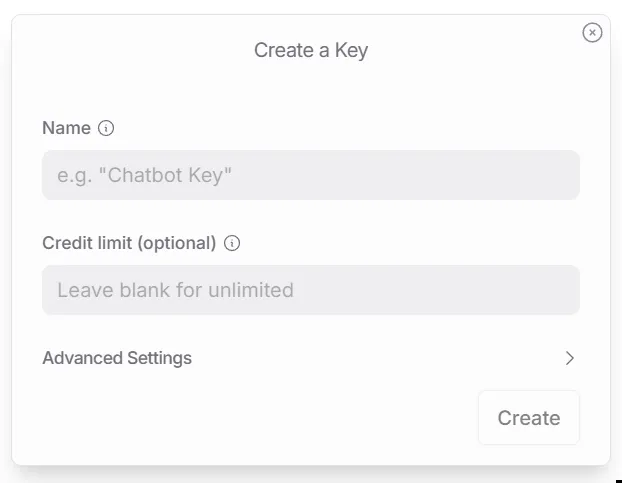 Create a Key
Name
e.g. "Chatbot Key"
Credit limit (optional)
Leave blank for unlimited
Advanced Settings
Create